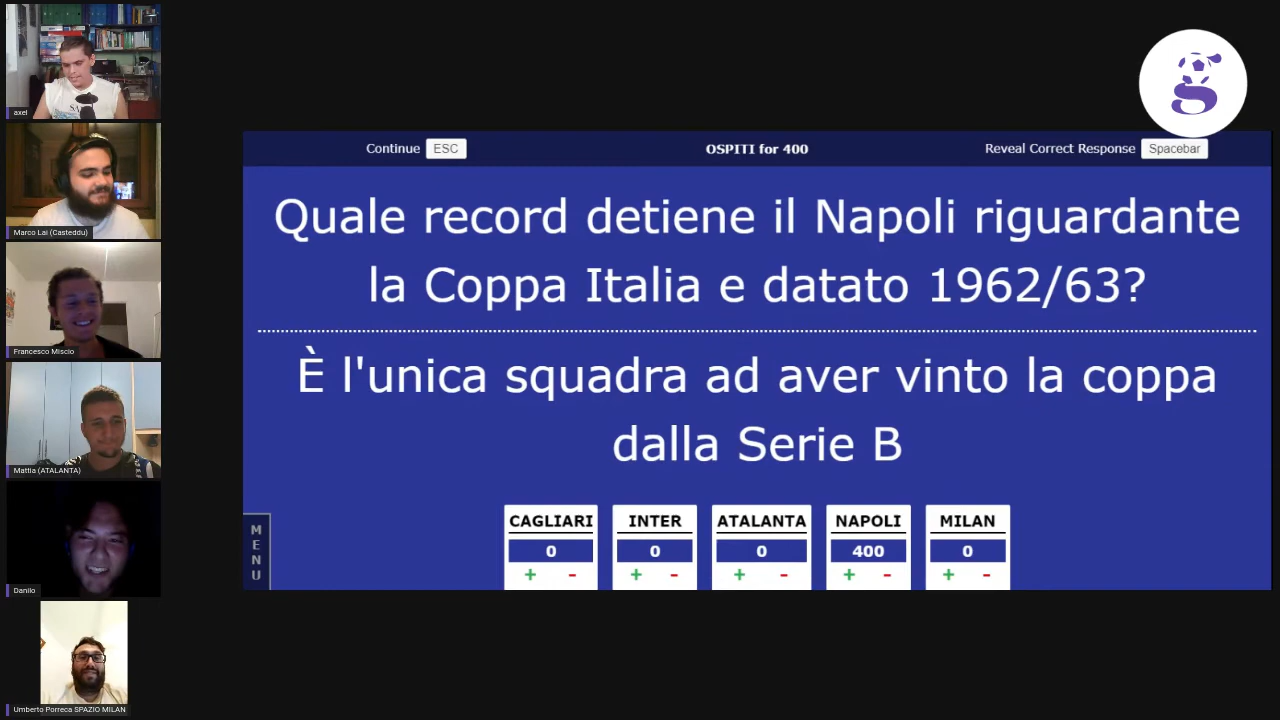 axel
Marco Lai (Casteddu)
Francesco Miscio
Mattia (ATALANTA)
Danilo
Umberto Porreca SPAZIO MILAN
g
Continue ESC OSPITI for 400 Reveal Correct Response Spacebar
Quale record detiene il Napoli riguardante
la Coppa Italia e datato 1962/63?
È l'unica squadra ad aver vinto la coppa
dalla Serie B
MENU
CAGLIARI INTER ATALANTA NAPOLI MILAN
0 0 0 400 0
+ - + - + - + - + -